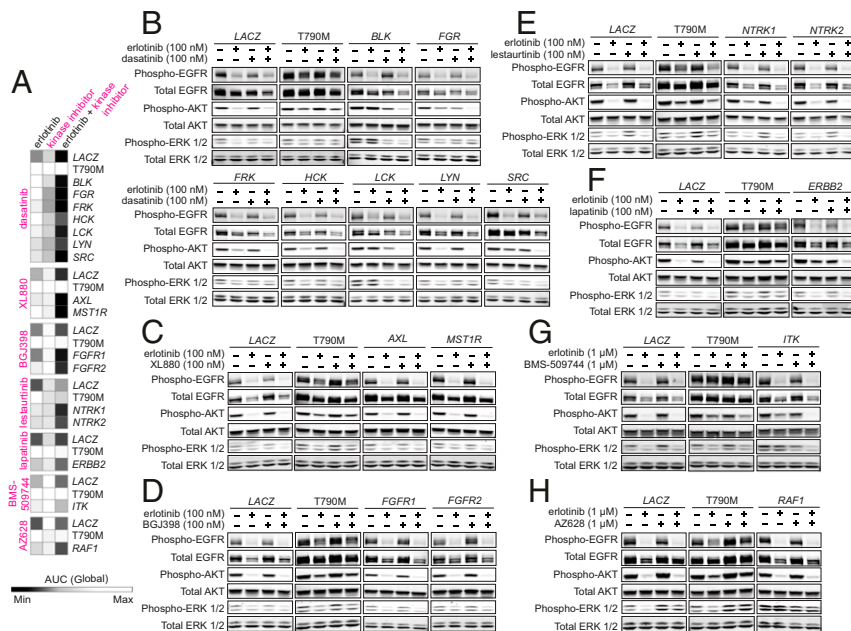 A
erlotinib
kinase inhibitor
erlotinib + kinase inhibitor
dasatinib
LACZ
T790M
BLK
FGR
FRK
HCK
LCK
LYN
SRC
XL880
LACZ
T790M
AXL
MST1R
BGJ398
LACZ
T790M
FGFR1
FGFR2
lestaurtinib
LACZ
T790M
NTRK1
NTRK2
lapatinib
LACZ
T790M
ERBB2
BMS-
509744
LACZ
T790M
ITK
AZ628
LACZ
T790M
RAF1
AUC (Global)
Min Max
B
LACZ T790M BLK FGR
erlotinib (100 nM) - + - + - + - + - + - + - + - +
dasatinib (100 nM) - - + + - - + + - - + + - - + +
Phospho-EGFR
Total EGFR
Phospho-AKT
Total AKT
Phospho-ERK 1/2
Total ERK 1/2
FRK HCK LCK LYN SRC
erlotinib (100 nM) - + - + - + - + - + - + - + - + - + - +
dasatinib (100 nM) - - + + - - + + - - + + - - + + - - + +
Phospho-EGFR
Total EGFR
Phospho-AKT
Total AKT
Phospho-ERK 1/2
Total ERK 1/2
C
LACZ T790M AXL MST1R
erlotinib (100 nM) - + - + - + - + - + - + - + - +
XL880 (100 nM) - - + + - - + + - - + + - - + +
Phospho-EGFR
Total EGFR
Phospho-AKT
Total AKT
Phospho-ERK 1/2
Total ERK 1/2
D
LACZ T790M FGFR1 FGFR2
erlotinib (100 nM) - + - + - + - + - + - + - + - +
BGJ398 (100 nM) - - + + - - + + - - + + - - + +
Phospho-EGFR
Total EGFR
Phospho-AKT
Total AKT
Phospho-ERK 1/2
Total ERK 1/2
E
LACZ T790M NTRK1 NTRK2
erlotinib (100 nM) - + - + - + - + - + - + - + - +
lestaurtinib (100 nM) - - + + - - + + - - + + - - + +
Phospho-EGFR
Total EGFR
Phospho-AKT
Total AKT
Phospho-ERK 1/2
Total ERK 1/2
F
LACZ T790M ERBB2
erlotinib (100 nM) - + - + - + - + - + - +
lapatinib (100 nM) - - + + - - + + - - + +
Phospho-EGFR
Total EGFR
Phospho-AKT
Total AKT
Phospho-ERK 1/2
Total ERK 1/2
G
LACZ T790M ITK
erlotinib (1 µM) - + - + - + - + - + - +
BMS-509744 (1 µM) - - + + - - + + - - + +
Phospho-EGFR
Total EGFR
Phospho-AKT
Total AKT
Phospho-ERK 1/2
Total ERK 1/2
H
LACZ T790M RAF1
erlotinib (1 µM) - + - + - + - + - + - +
AZ628 (1 µM) - - + + - - + + - - + +
Phospho-EGFR
Total EGFR
Phospho-AKT
Total AKT
Phospho-ERK 1/2
Total ERK 1/2